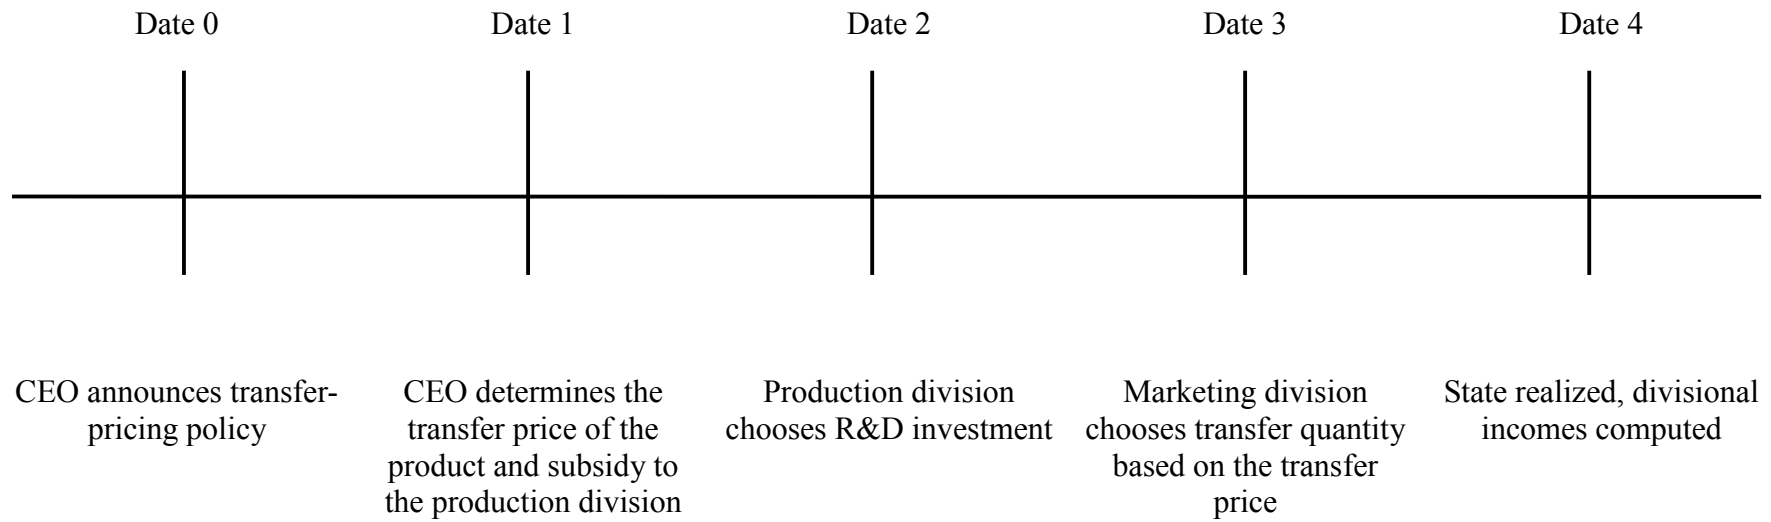 Date 0
Date 1
Date 2
Date 3
Date 4
CEO announces transfer-
pricing policy
CEO determines the
transfer price of the
product and subsidy to
the production division
Production division
chooses R&D investment
Marketing division
chooses transfer quantity
based on the transfer
price
State realized, divisional
incomes computed